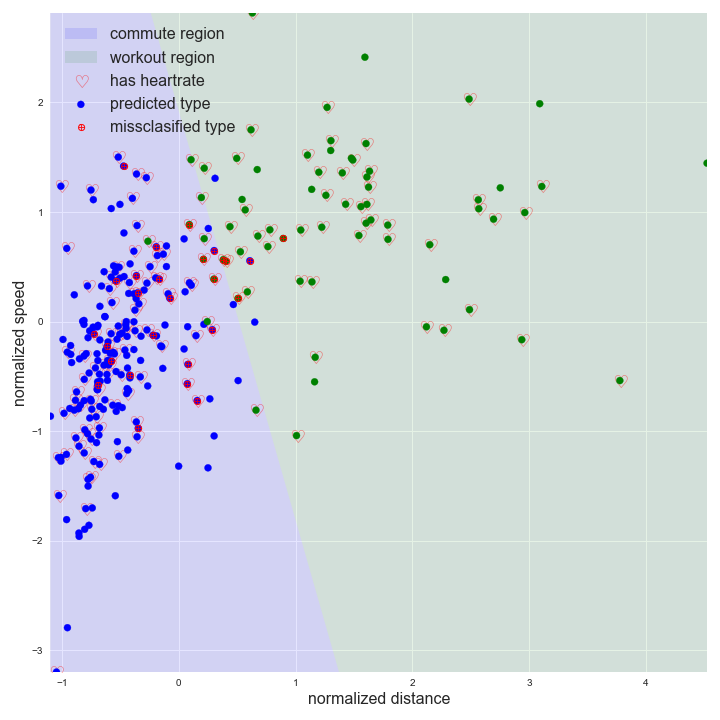 commute region
workout region
has heartrate
predicted type
missclasified type
2
1
0
−1
−2
−3
normalized speed
−1 0 1 2 3 4
normalized distance